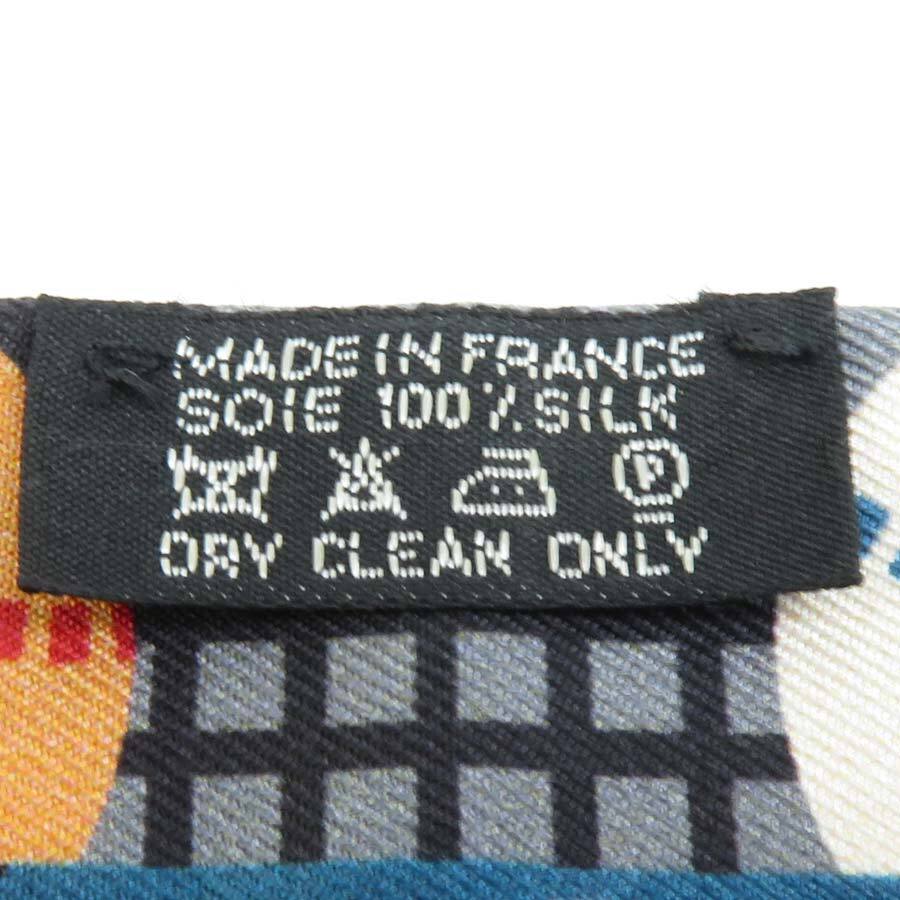 MADE IN FRANCE
SOIE 100% SILK
P
DRY CLEAN ONLY